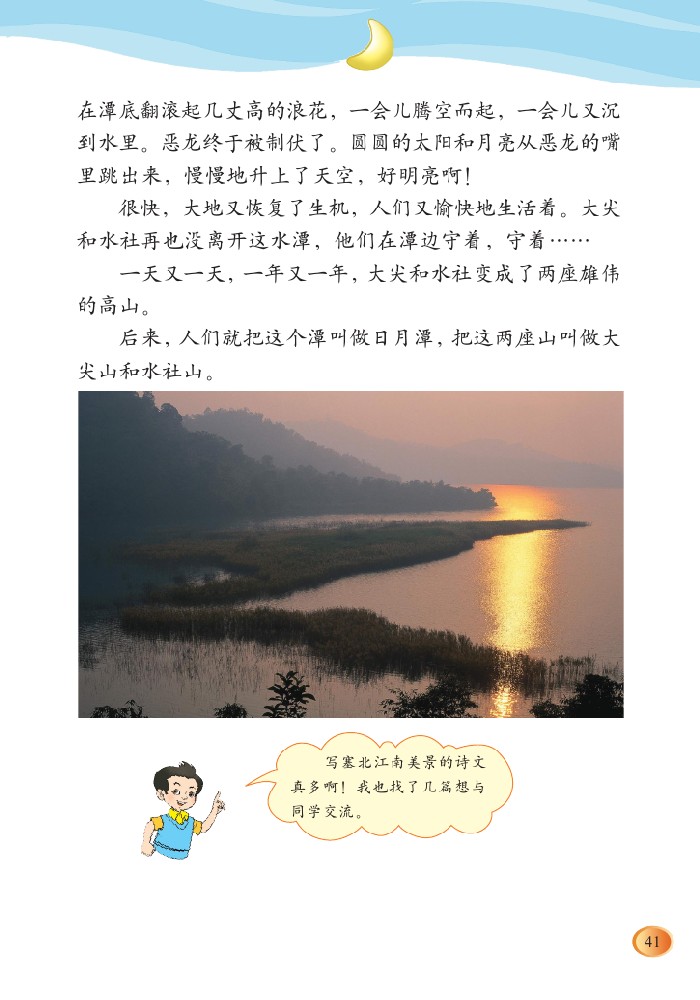 在潭底翻滚起几丈高的浪花，一会儿腾空而起，一会儿又沉
到水里。恶龙终于被制伏了。圆圆的太阳和月亮从恶龙的嘴
里跳出来，慢慢地升上了天空，好明亮啊！
很快，大地又恢复了生机，人们又愉快地生活着。大尖
和水社再也没离开这水潭，他们在潭边守着，守着……
一天又一天，一年又一年，大尖和水社变成了两座雄伟
的高山。
后来，人们就把这个潭叫做日月潭，把这两座山叫做大
尖山和水社山。
写塞北江南美景的诗文
真多啊！我也找了几篇想与
同学交流。
41